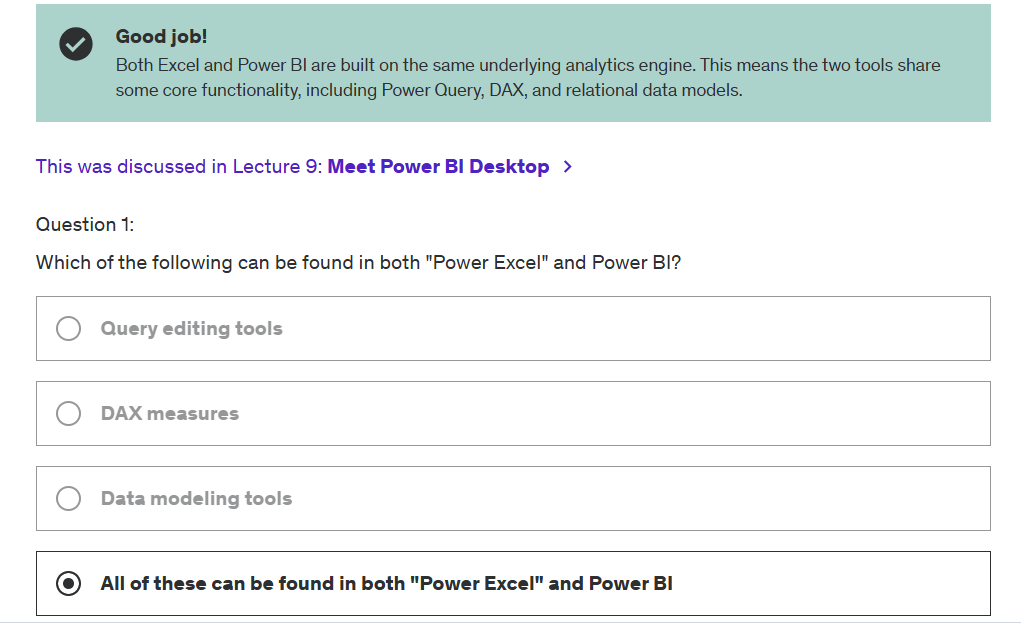 Good job!
Both Excel and Power BI are built on the same underlying analytics engine. This means the two tools share
some core functionality, including Power Query, DAX, and relational data models.
This was discussed in Lecture 9: Meet Power BI Desktop >
Question 1:
Which of the following can be found in both "Power Excel" and Power BI?
Query editing tools
DAX measures
Data modeling tools
All of these can be found in both "Power Excel" and Power BI